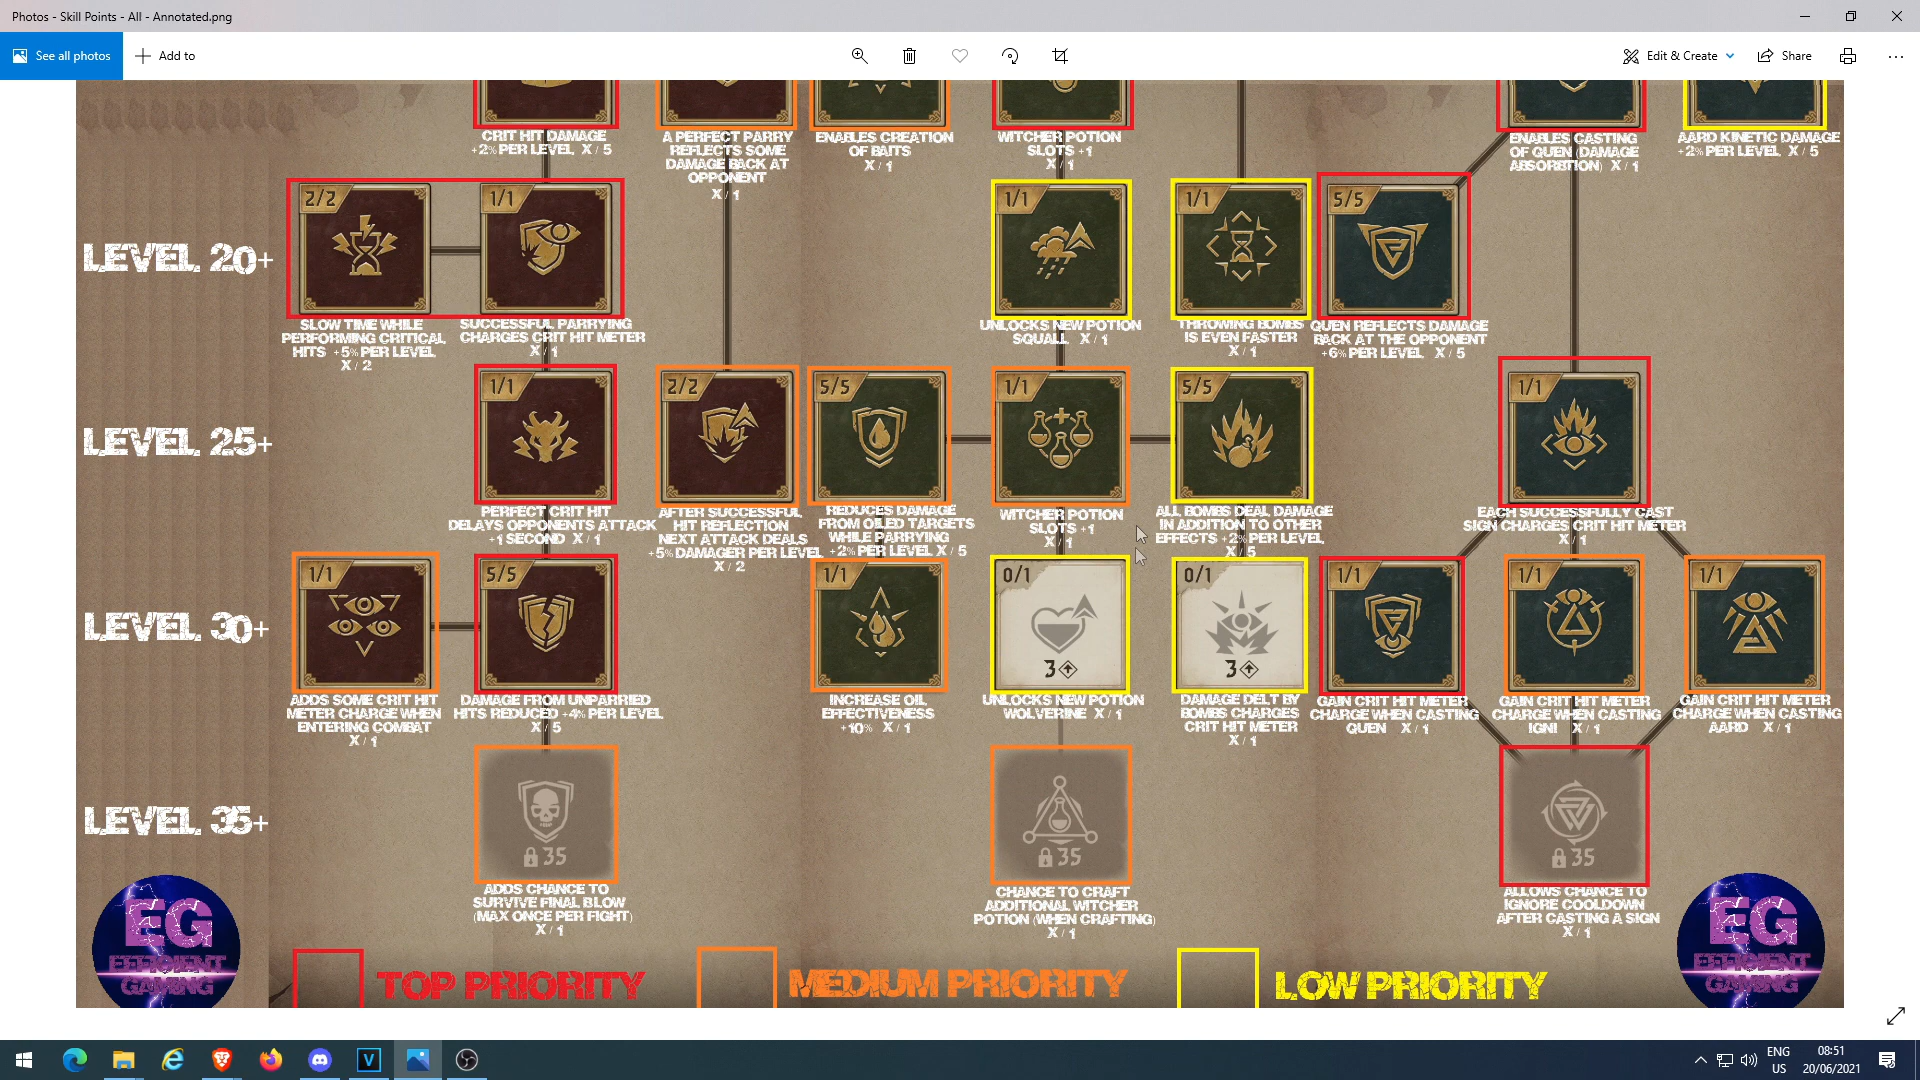 Photos - Skill Points - All - Annotated.png
See all photos
Add to
Edit & Create
Share
CRIT HIT DAMAGE
+2% PER LEVEL X / 5
A PERFECT PARRY
REFLECTS SOME
DAMAGE BACK AT
OPPONENT
X / 1
ENABLES CREATION
OF BAITS
X / 1
WITCHER POTION
SLOTS +1
X / 1
ENABLES CASTING
OF QUEN (DAMAGE
ABSORBTION) X / 1
AARD KINETIC DAMAGE
+2% PER LEVEL X / 5
LEVEL 20+
2/2
SLOW TIME WHILE
PERFORMING CRITICAL
HITS +5% PER LEVEL
X / 2
1/1
SUCCESSFUL PARRYING
CHARGES CRIT HIT METER
X / 1
1/1
UNLOCKS NEW POTION
SQUALL X / 1
1/1
THROWING BOMBS
IS EVEN FASTER
X / 1
5/5
QUEN REFLECTS DAMAGE
BACK AT THE OPPONENT
+6% PER LEVEL X / 5
LEVEL 25+
1/1
PERFECT CRIT HIT
DELAYS OPPONENTS ATTACK
+1 SECOND X / 1
2/2
AFTER SUCCESSFUL
HIT REFLECTION
NEXT ATTACK DEALS
+5% DAMAGER PER LEVEL
X / 2
5/5
REDUCES DAMAGE
FROM OILED TARGETS
WHILE PARRYING
+2% PER LEVEL X / 5
1/1
WITCHER POTION
SLOTS +1
X / 1
5/5
ALL BOMBS DEAL DAMAGE
IN ADDITION TO OTHER
EFFECTS +2% PER LEVEL
X / 5
1/1
EACH SUCCESSFULLY CAST
SIGN CHARGES CRIT HIT METER
X / 1
LEVEL 30+
1/1
ADDS SOME CRIT HIT
METER CHARGE WHEN
ENTERING COMBAT
X / 1
5/5
DAMAGE FROM UNPARRIED
HITS REDUCED +4% PER LEVEL
X / 5
1/1
INCREASE OIL
EFFECTIVENESS
+10% X / 1
0/1
3
UNLOCKS NEW POTION
WOLVERINE X / 1
0/1
3
DAMAGE DELT BY
BOMBS CHARGES
CRIT HIT METER
X / 1
1/1
GAIN CRIT HIT METER
CHARGE WHEN CASTING
QUEN X / 1
1/1
GAIN CRIT HIT METER
CHARGE WHEN CASTING
IGNI X / 1
1/1
GAIN CRIT HIT METER
CHARGE WHEN CASTING
AARD X / 1
LEVEL 35+
35
ADDS CHANCE TO
SURVIVE FINAL BLOW
(MAX ONCE PER FIGHT)
X / 1
35
CHANCE TO CRAFT
ADDITIONAL WITCHER
POTION (WHEN CRAFTING)
X / 1
35
ALLOWS CHANCE TO
IGNORE COOLDOWN
AFTER CASTING A SIGN
X / 1
EG
EFFICIENT
GAMING
TOP PRIORITY
MEDIUM PRIORITY
LOW PRIORITY
EG
EFFICIENT
GAMING
ENG
US
08:51
20/06/2021